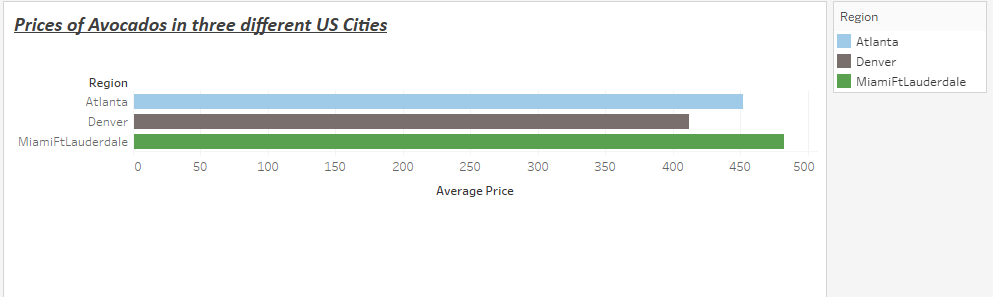 Prices of Avocados in three different US Cities
Region
Atlanta
Denver
MiamiFtLauderdale
0 50 100 150 200 250 300 350 400 450 500
Average Price
Region
Atlanta
Denver
MiamiFtLauderdale